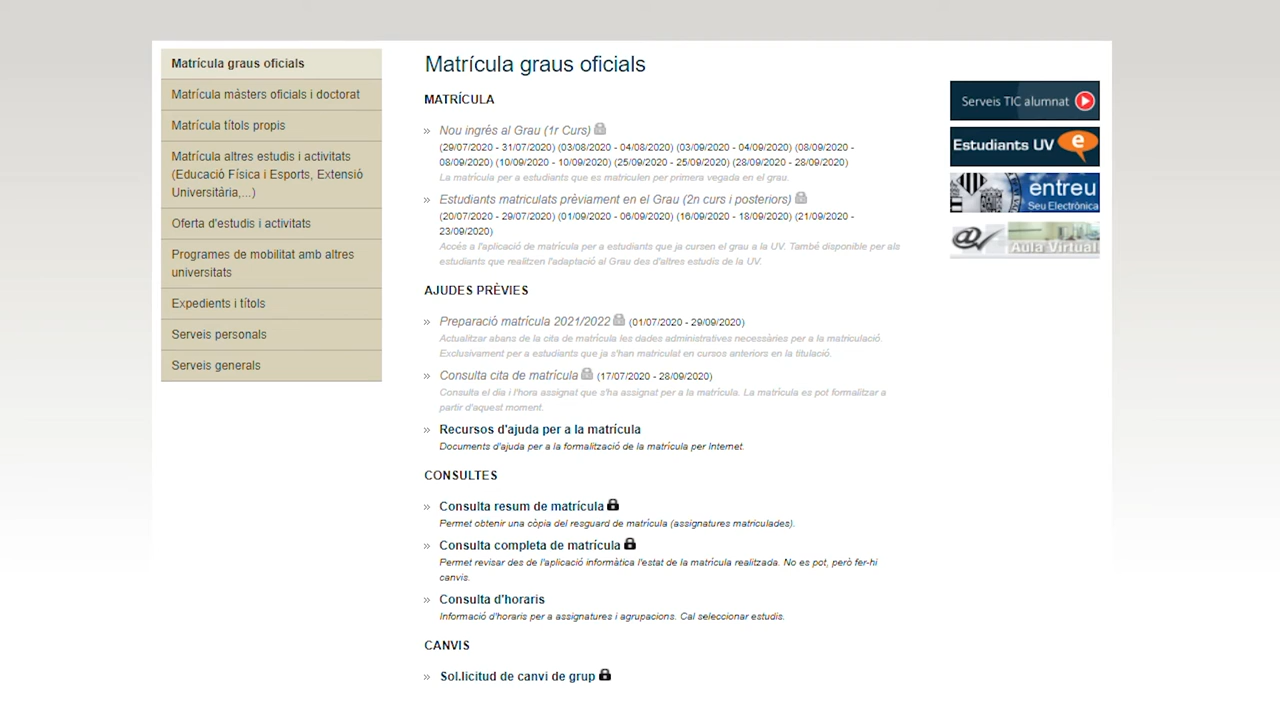 Matrícula graus oficials
Matrícula màsters oficials i doctorat
Matrícula títols propis
Matrícula altres estudis i activitats
(Educació Física i Esports, Extensió
Universitària,...)
Oferta d'estudis i activitats
Programes de mobilitat amb altres
universitats
Expedients i títols
Serveis personals
Serveis generals
Matrícula graus oficials
MATRÍCULA
» Nou ingrés al Grau (1r Curs)
(29/07/2020 - 31/07/2020) (03/08/2020 - 04/08/2020) (03/09/2020 - 04/09/2020) (08/09/2020 -
08/09/2020) (10/09/2020 - 10/09/2020) (25/09/2020 - 25/09/2020) (28/09/2020 - 28/09/2020)
La matrícula per a estudiants que es matriculen per primera vegada en el grau.
» Estudiants matriculats prèviament en el Grau (2n curs i posteriors)
(20/07/2020 - 29/07/2020) (01/09/2020 - 06/09/2020) (16/09/2020 - 18/09/2020) (21/09/2020 -
23/09/2020)
Accés a l'aplicació de matrícula per a estudiants que ja cursen el grau a la UV. També disponible per als
estudiants que realitzen l'adaptació al Grau des d'altres estudis de la UV.
AJUDES PRÈVIES
» Preparació matrícula 2021/2022 (01/07/2020 - 29/09/2020)
Actualitzar abans de la cita de matrícula les dades administratives necessàries per a la matriculació.
Exclusivament per a estudiants que ja s'han matriculat en cursos anteriors en la titulació.
» Consulta cita de matrícula (17/07/2020 - 28/09/2020)
Consulta el dia i l'hora assignat que s'ha assignat per a la matrícula. La matrícula es pot formalitzar a
partir d'aquest moment.
» Recursos d'ajuda per a la matrícula
Documents d'ajuda per a la formalització de la matrícula per Internet.
CONSULTES
» Consulta resum de matrícula
Permet obtenir una còpia del resguard de matrícula (assignatures matriculades).
» Consulta completa de matrícula
Permet revisar des de l'aplicació informàtica l'estat de la matrícula realitzada. No es pot, però fer-hi
canvis.
» Consulta d'horaris
Informació d'horaris per a assignatures i agrupacions. Cal seleccionar estudis.
CANVIS
» Sol.licitud de canvi de grup
Serveis TIC alumnat
Estudiants UV e
entreu
Seu Electrònica
@ Aula Virtual